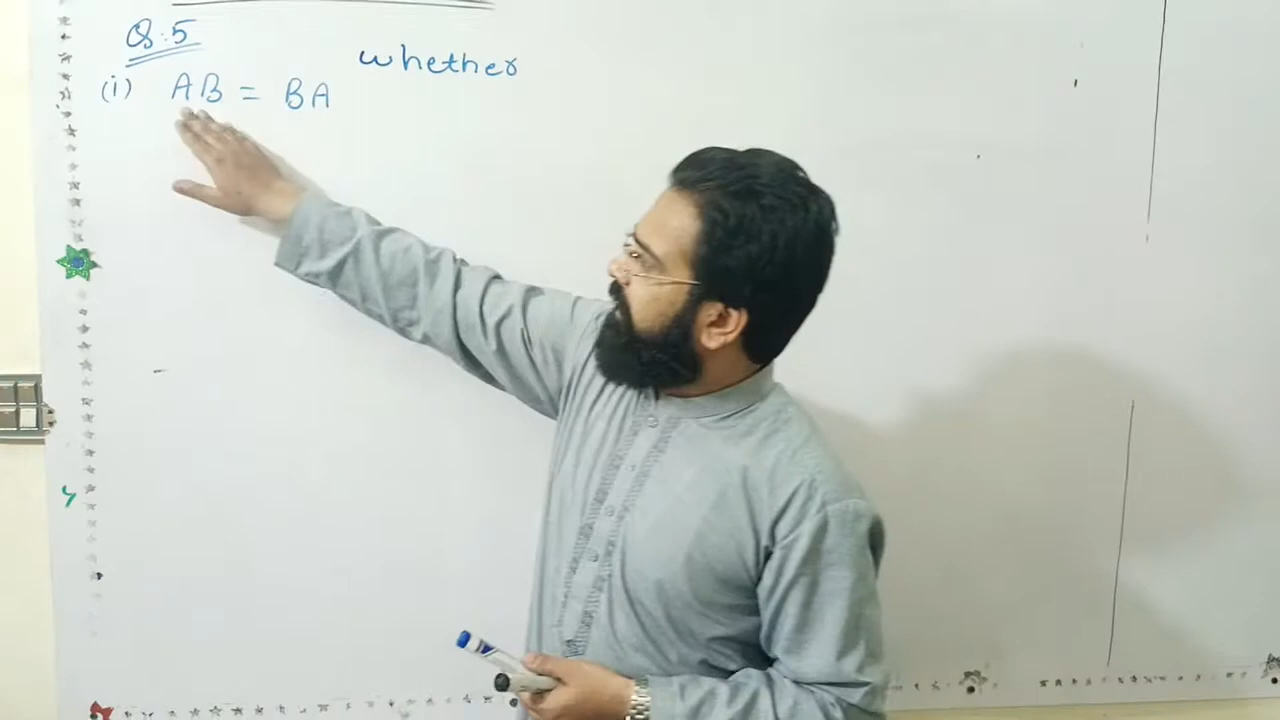 Q.5
whether
(i) AB = BA